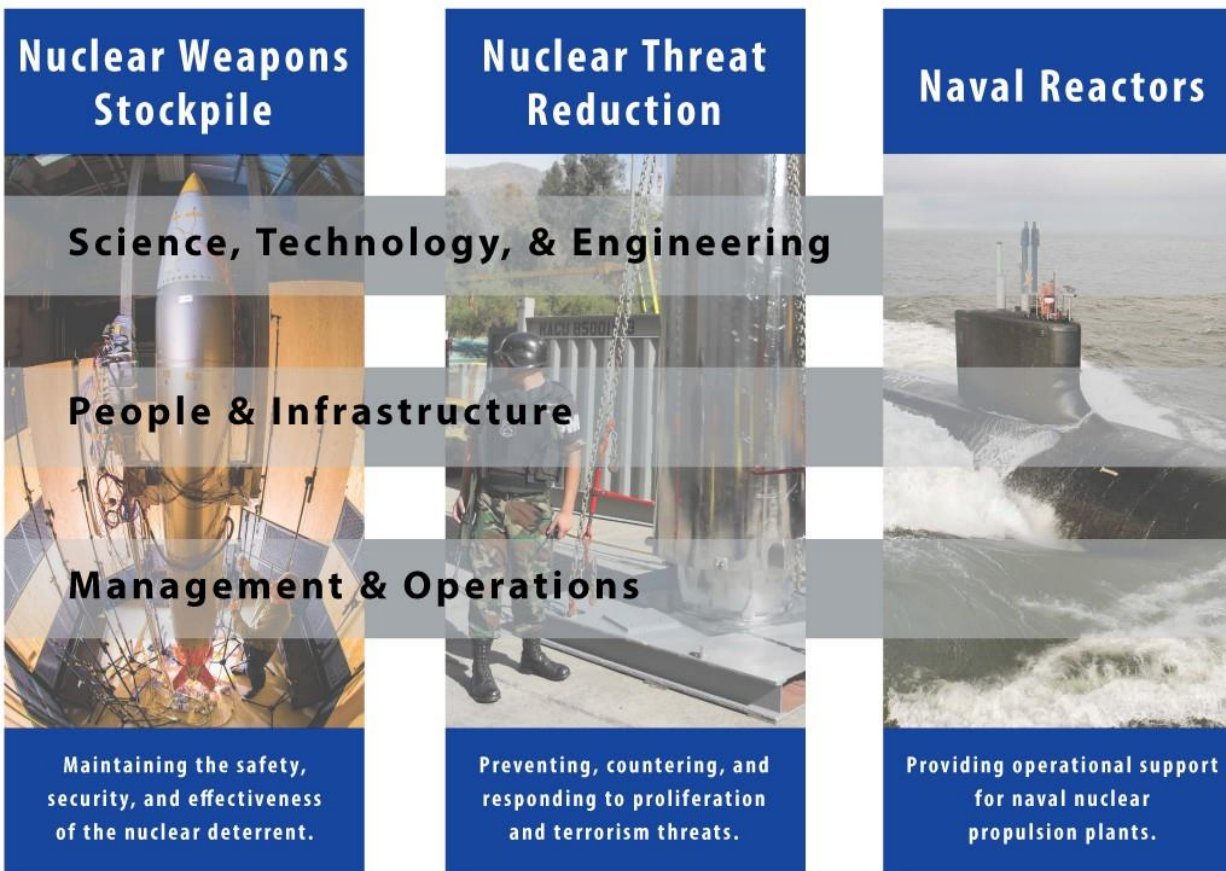 Nuclear Weapons
Stockpile
Nuclear Threat
Reduction
Naval Reactors
Science, Technology, & Engineering
People & Infrastructure
Management & Operations
Maintaining the safety,
security, and effectiveness
of the nuclear deterrent.
Preventing, countering, and
responding to proliferation
and terrorism threats.
Providing operational support
for naval nuclear
propulsion plants.